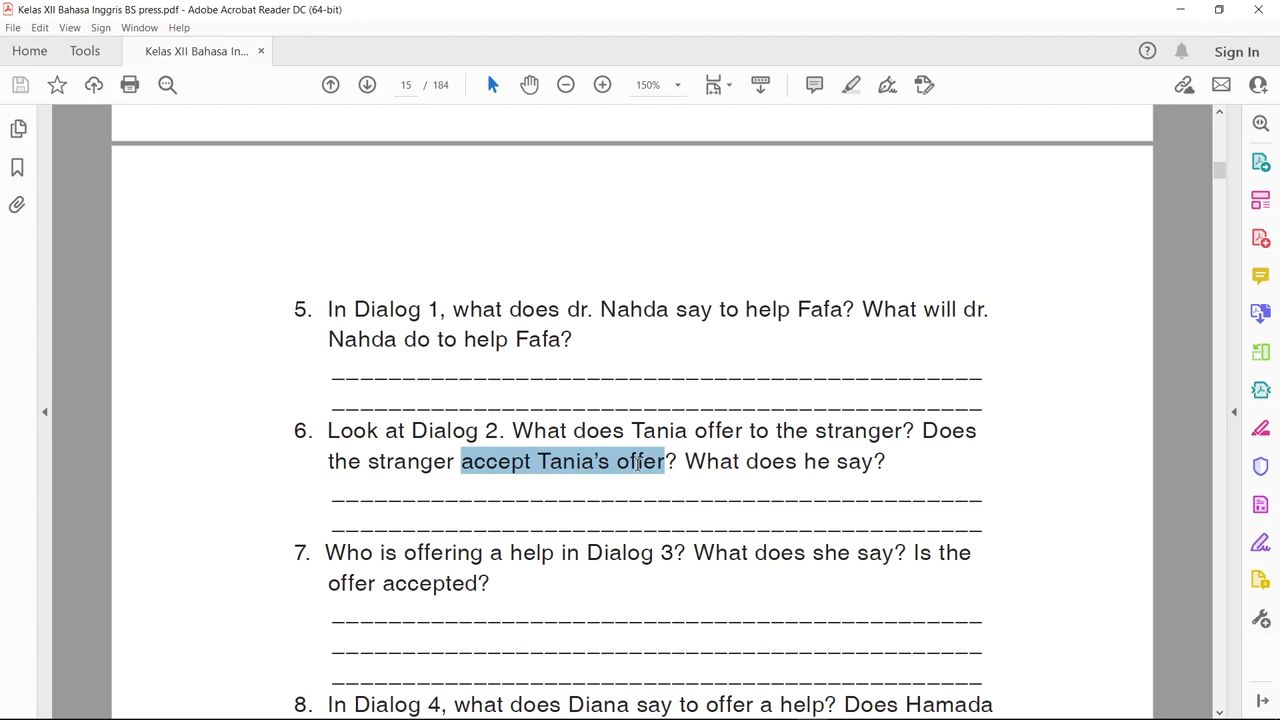 Kelas XII Bahasa Inggris BS press.pdf - Adobe Acrobat Reader DC (64-bit)
File Edit View Sign Window Help
Home Tools Kelas XII Bahasa In... × Sign In
15 / 184 150%
5. In Dialog 1, what does dr. Nahda say to help Fafa? What will dr.
Nahda do to help Fafa?
6. Look at Dialog 2. What does Tania offer to the stranger? Does
the stranger accept Tania's offer? What does he say?
7. Who is offering a help in Dialog 3? What does she say? Is the
offer accepted?
8. In Dialog 4, what does Diana say to offer a help? Does Hamada